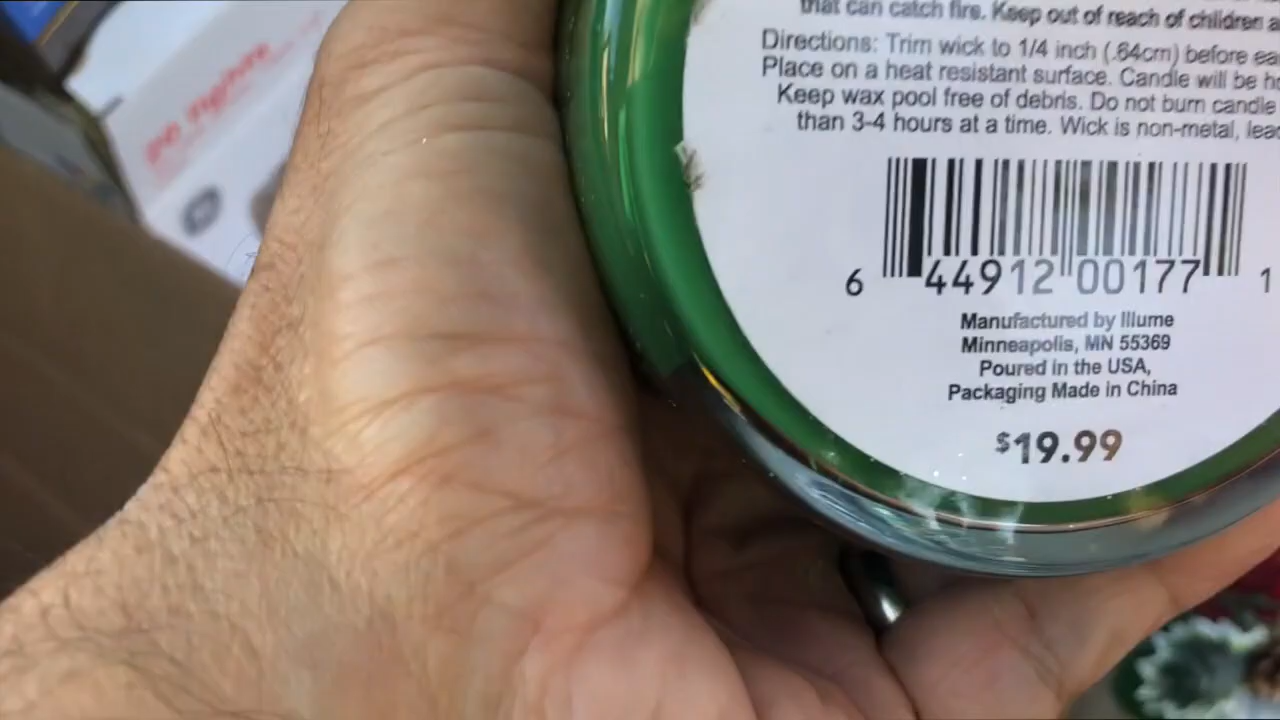 that can catch fire. Keep out of reach of children a
Directions: Trim wick to 1/4 inch (.64cm) before ea
Place on a heat resistant surface. Candle will be ho
Keep wax pool free of debris. Do not burn candle
than 3-4 hours at a time. Wick is non-metal, lea
6 44912 00177 1
Manufactured by Illume
Minneapolis, MN 55369
Poured in the USA,
Packaging Made in China
$19.99